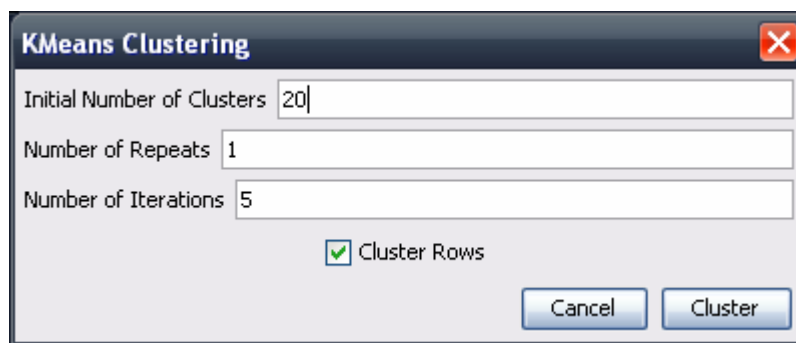 KMeans Clustering
Initial Number of Clusters 20
Number of Repeats 1
Number of Iterations 5
Cluster Rows
Cancel Cluster